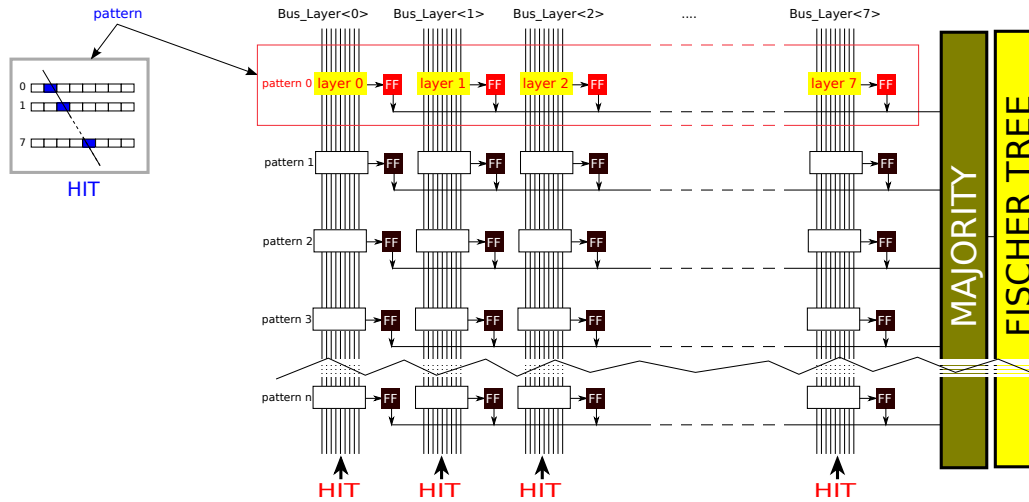 pattern
Bus_Layer<0> Bus_Layer<1> Bus_Layer<2> .... Bus_Layer<7>
pattern 0 layer 0 FF layer 1 FF layer 2 FF layer 7 FF
0
1
7
HIT
pattern 1 FF FF FF FF
pattern 2 FF FF FF FF
pattern 3 FF FF FF FF
pattern n FF FF FF FF
HIT HIT HIT HIT
MAJORITY
FISCHER TREE